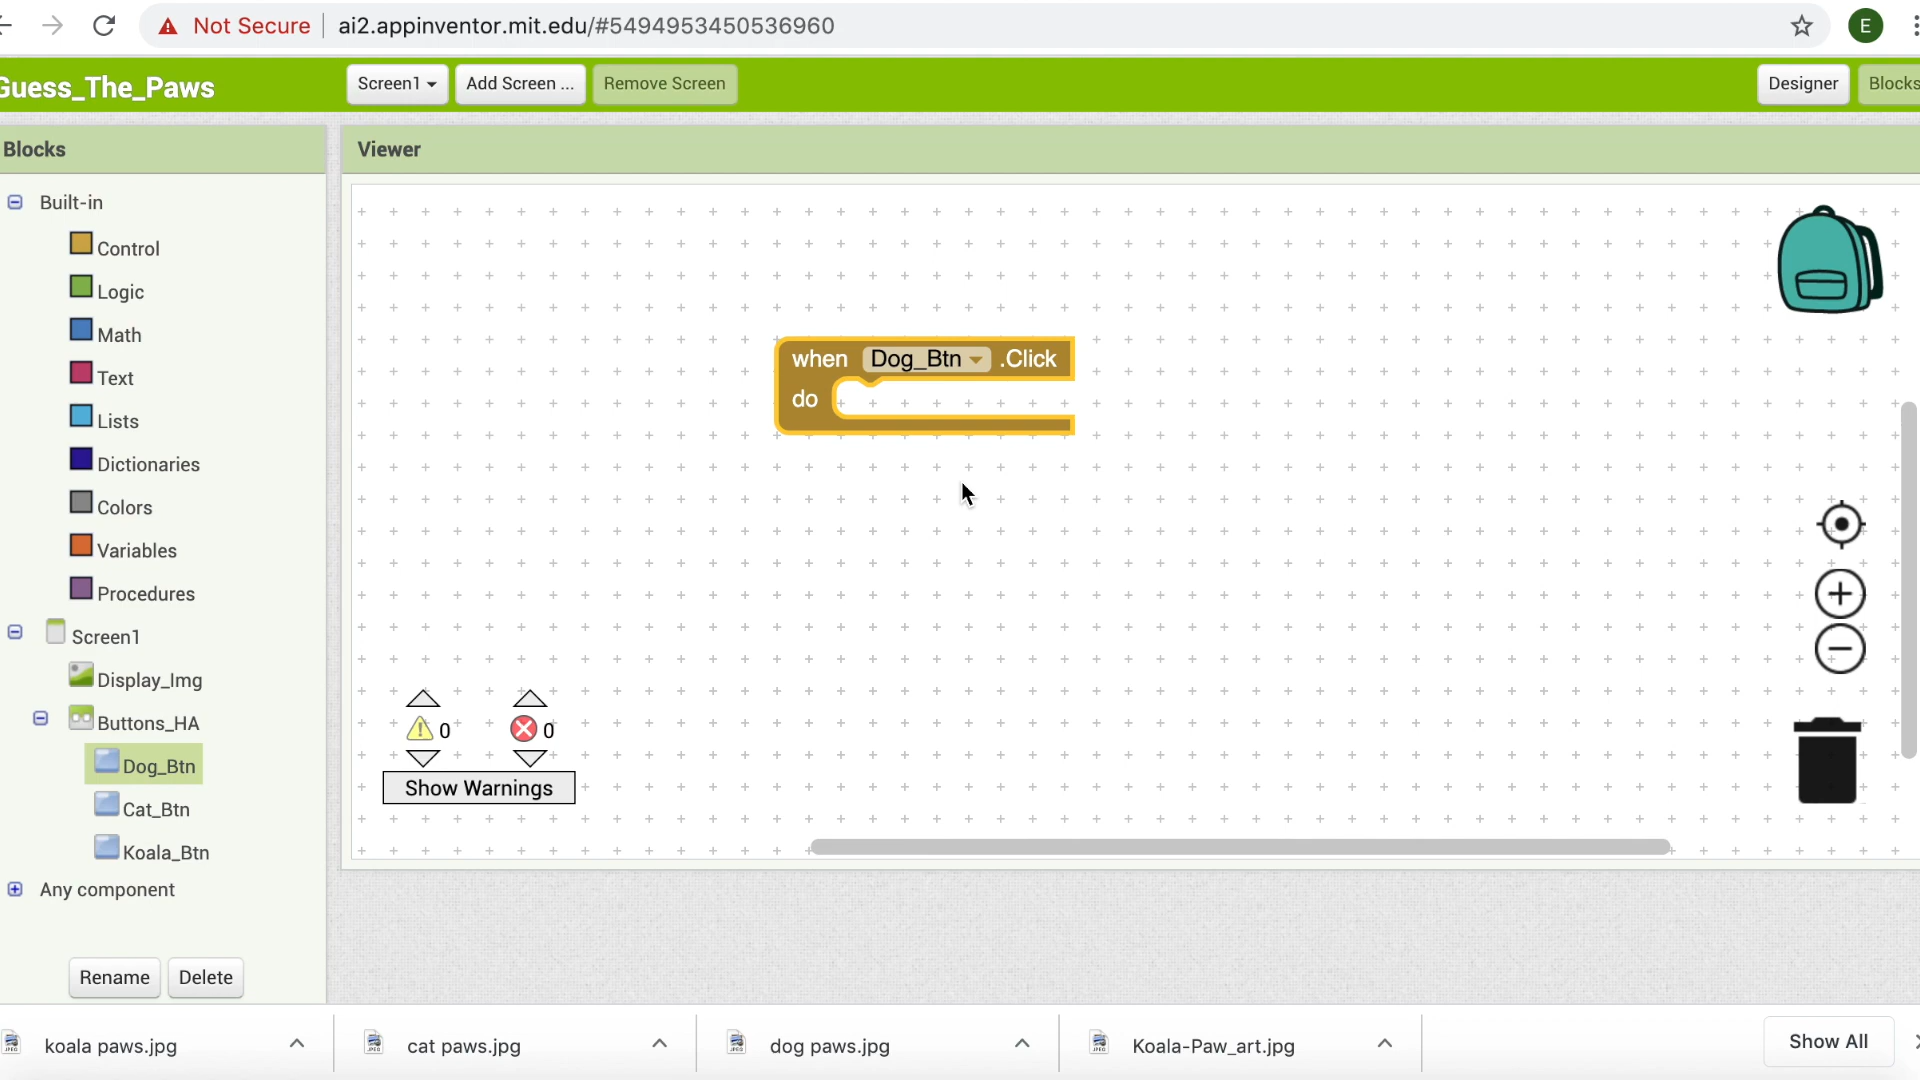 Not Secure ai2.appinventor.mit.edu/#5494953450536960 E
Guess_The_Paws Screen1 Add Screen ... Remove Screen Designer Blocks
Blocks
Viewer
Built-in
Control
Logic
Math
Text
Lists
Dictionaries
Colors
Variables
Procedures
Screen1
Display_Img
Buttons_HA
Dog_Btn
Cat_Btn
Koala_Btn
Any component
Rename Delete
when Dog_Btn .Click
do
0 0
Show Warnings
koala paws.jpg cat paws.jpg dog paws.jpg Koala-Paw_art.jpg Show All